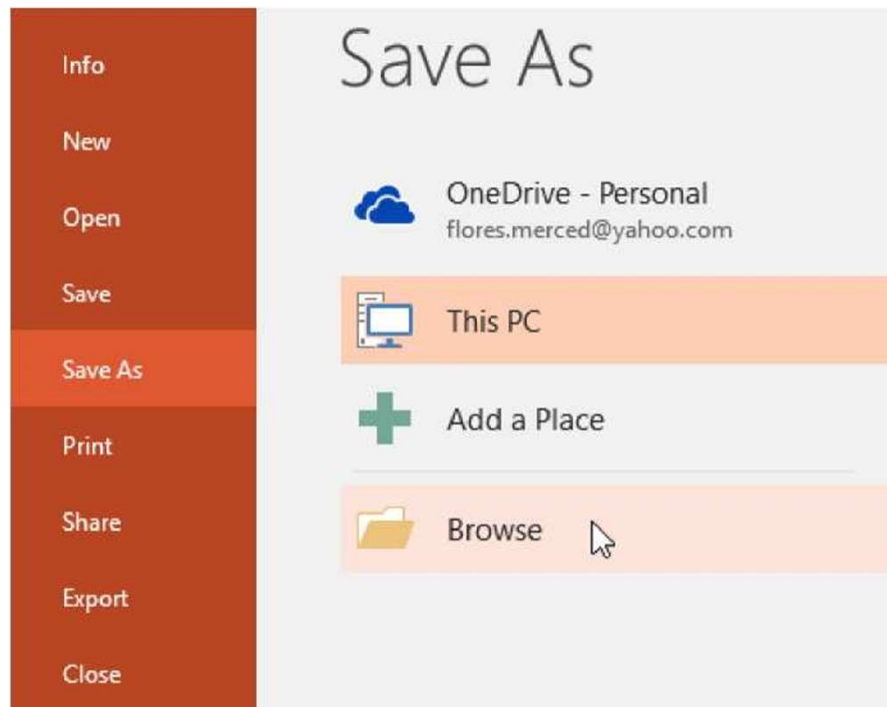 Info
New
Open
Save
Save As
Print
Share
Export
Close
Save As
OneDrive - Personal
flores.merced@yahoo.com
This PC
Add a Place
Browse